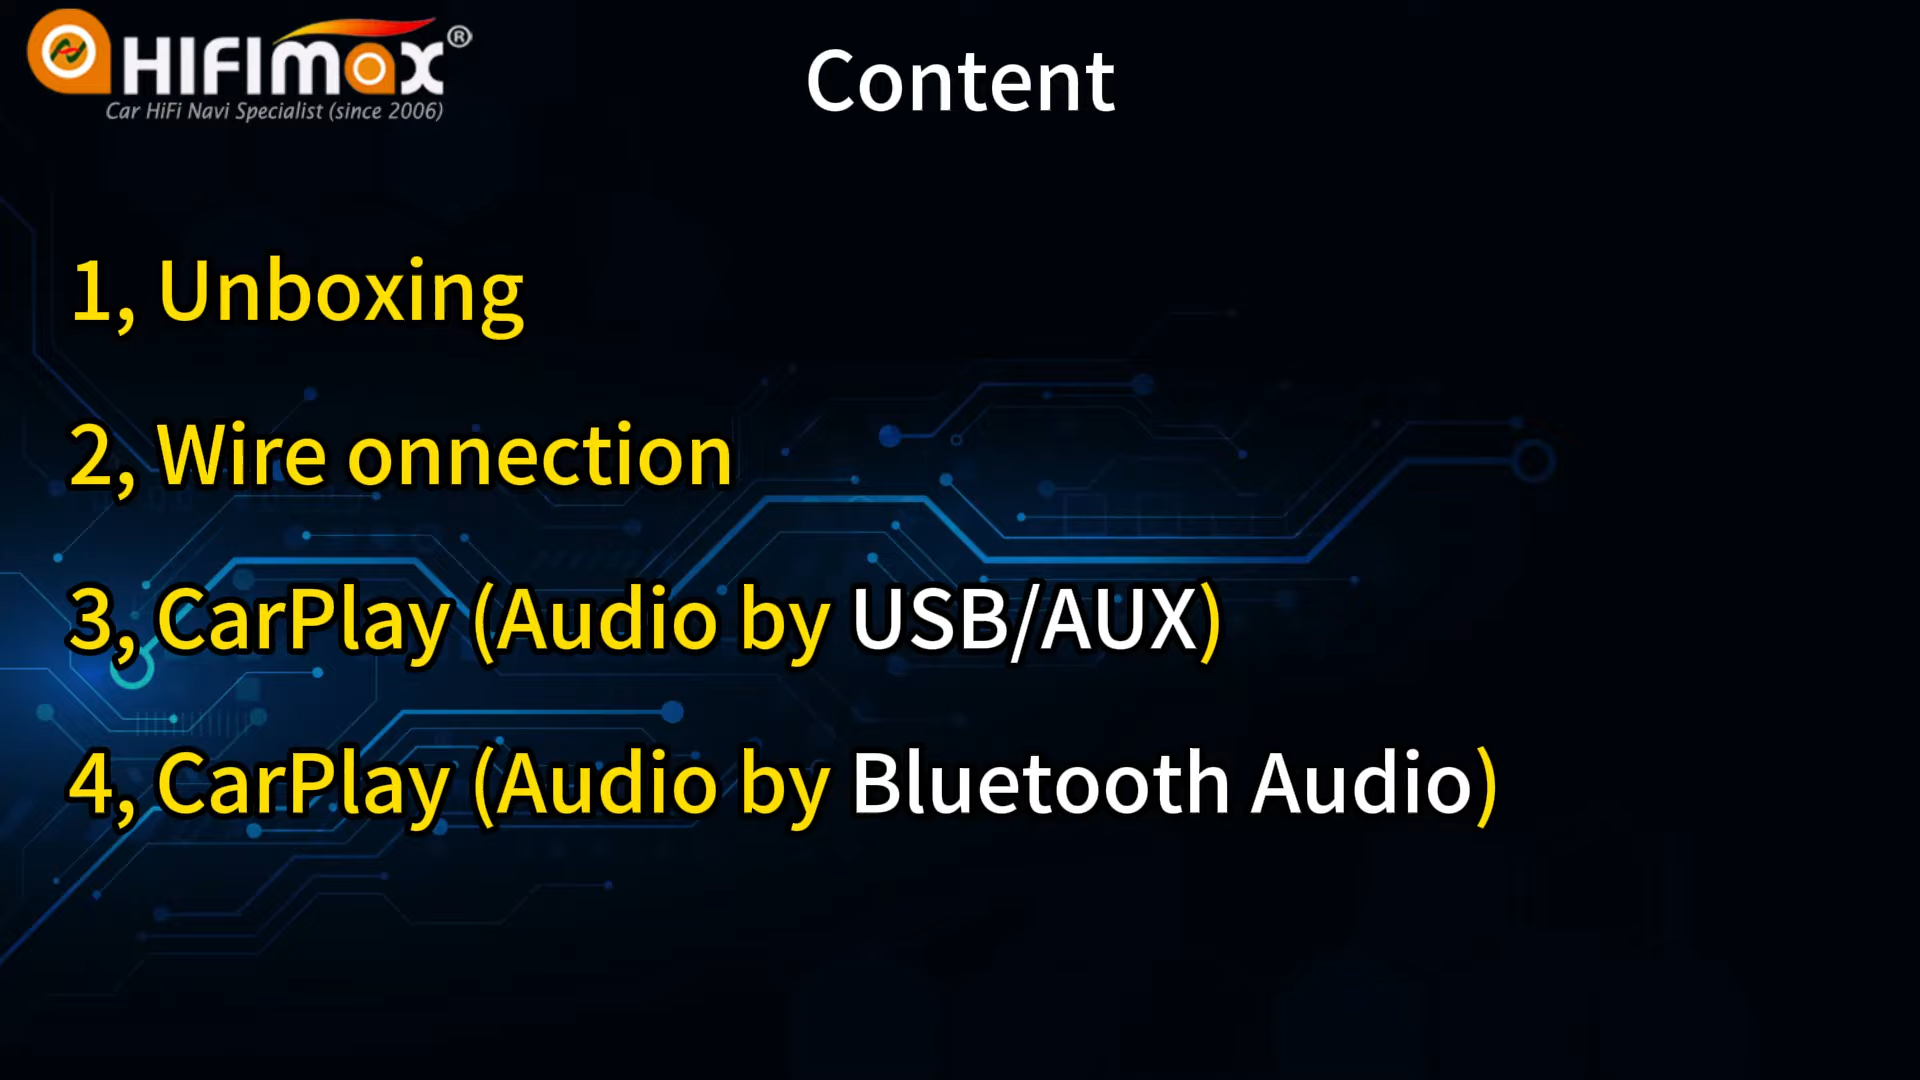 HIFIMAX®
Car HiFi Navi Specialist (since 2006)
Content
1, Unboxing
2, Wire onnection
3, CarPlay (Audio by USB/AUX)
4, CarPlay (Audio by Bluetooth Audio)